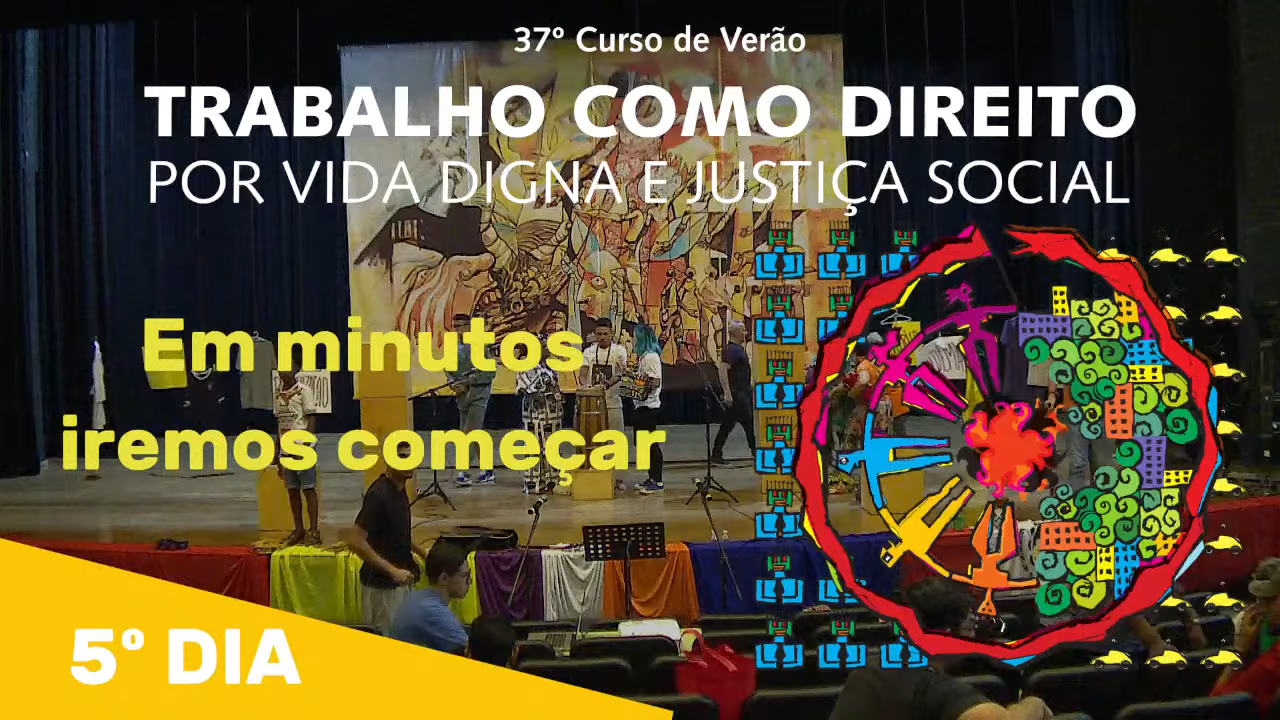 37º Curso de Verão
TRABALHO COMO DIREITO
POR VIDA DIGNA E JUSTIÇA SOCIAL
Em minutos
iremos começar
5º DIA